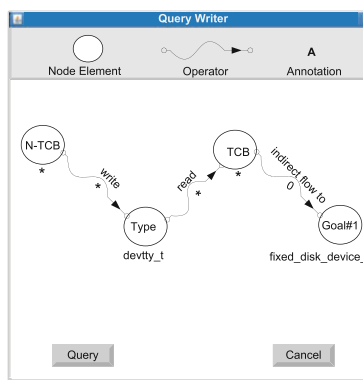 Query Writer
A
Node Element
Operator
Annotation
N-TCB
*
write
*
Type
devtty_t
read
*
TCB
*
indirect flow to
0
Goal#1
fixed_disk_device_
Query
Cancel